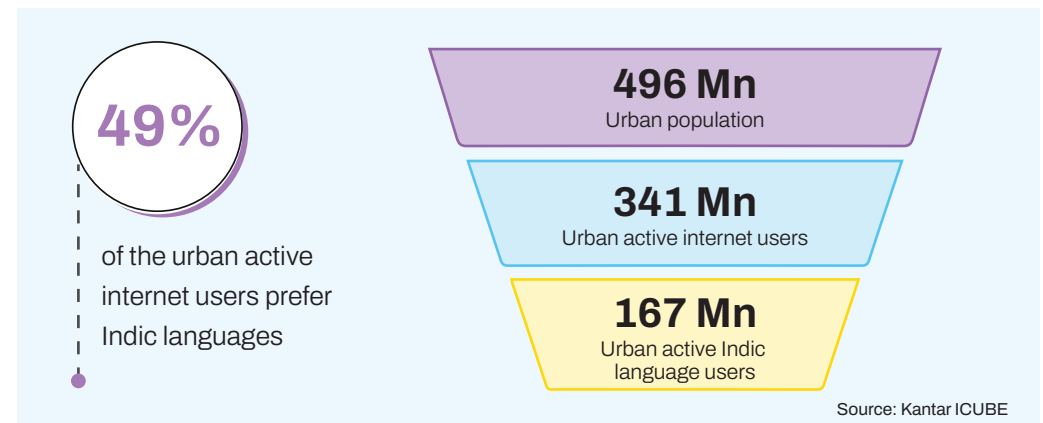 49%
of the urban active
internet users prefer
Indic languages
496 Mn
Urban population
341 Mn
Urban active internet users
167 Mn
Urban active Indic
language users
Source: Kantar ICUBE